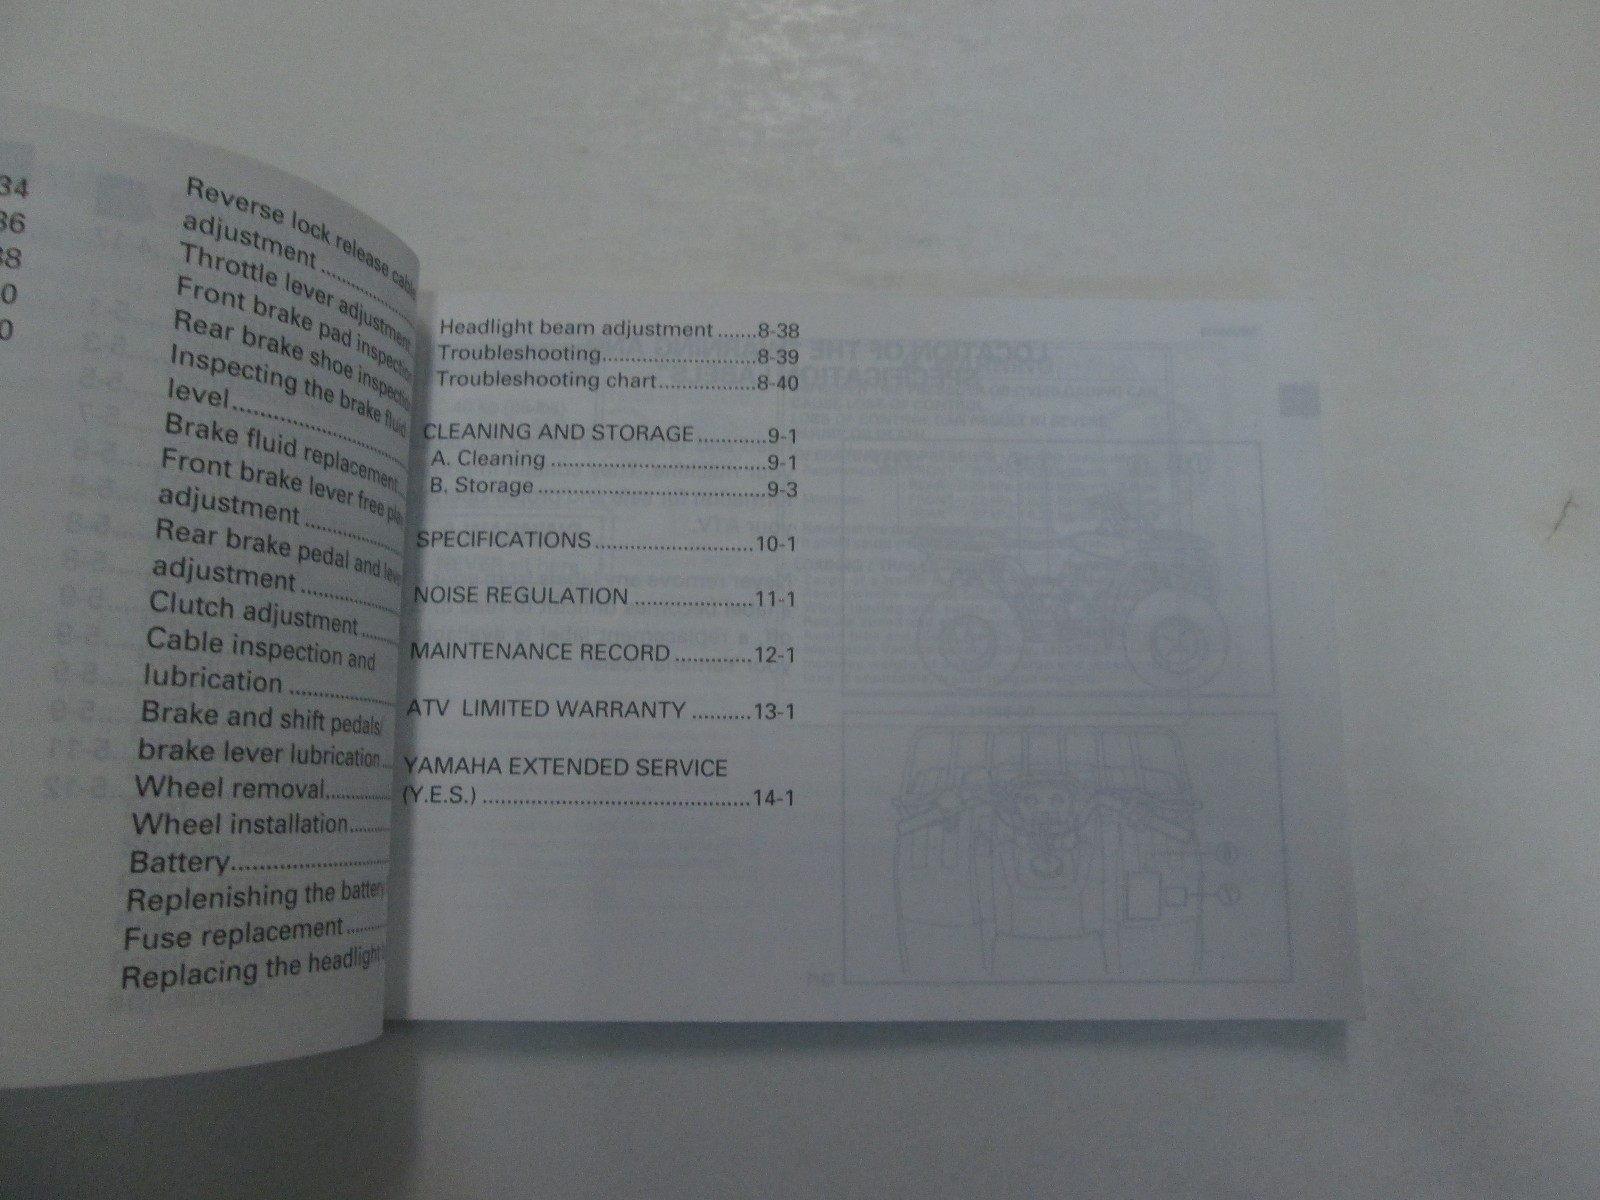 34
36
38
0
0
Reverse lock release cable
adjustment ....................
Throttle lever adjustment
Front brake pad inspection
Rear brake shoe inspection
Inspecting the brake fluid
level..............................
Brake fluid replacement....
Front brake lever free play
adjustment ................
Rear brake pedal and lever
adjustment ................
Clutch adjustment ......
Cable inspection and
lubrication ..................
Brake and shift pedals/
brake lever lubrication...
Wheel removal............
Wheel installation.......
Battery........................
Replenishing the battery
Fuse replacement .......
Replacing the headlight
Headlight beam adjustment ......8-38
Troubleshooting.......................8-39
Troubleshooting chart...............8-40
CLEANING AND STORAGE ...........9-1
A. Cleaning ..................................9-1
B. Storage ....................................9-3
SPECIFICATIONS.........................10-1
NOISE REGULATION ..................11-1
MAINTENANCE RECORD ............12-1
ATV LIMITED WARRANTY .........13-1
YAMAHA EXTENDED SERVICE
(Y.E.S.) ..........................................14-1